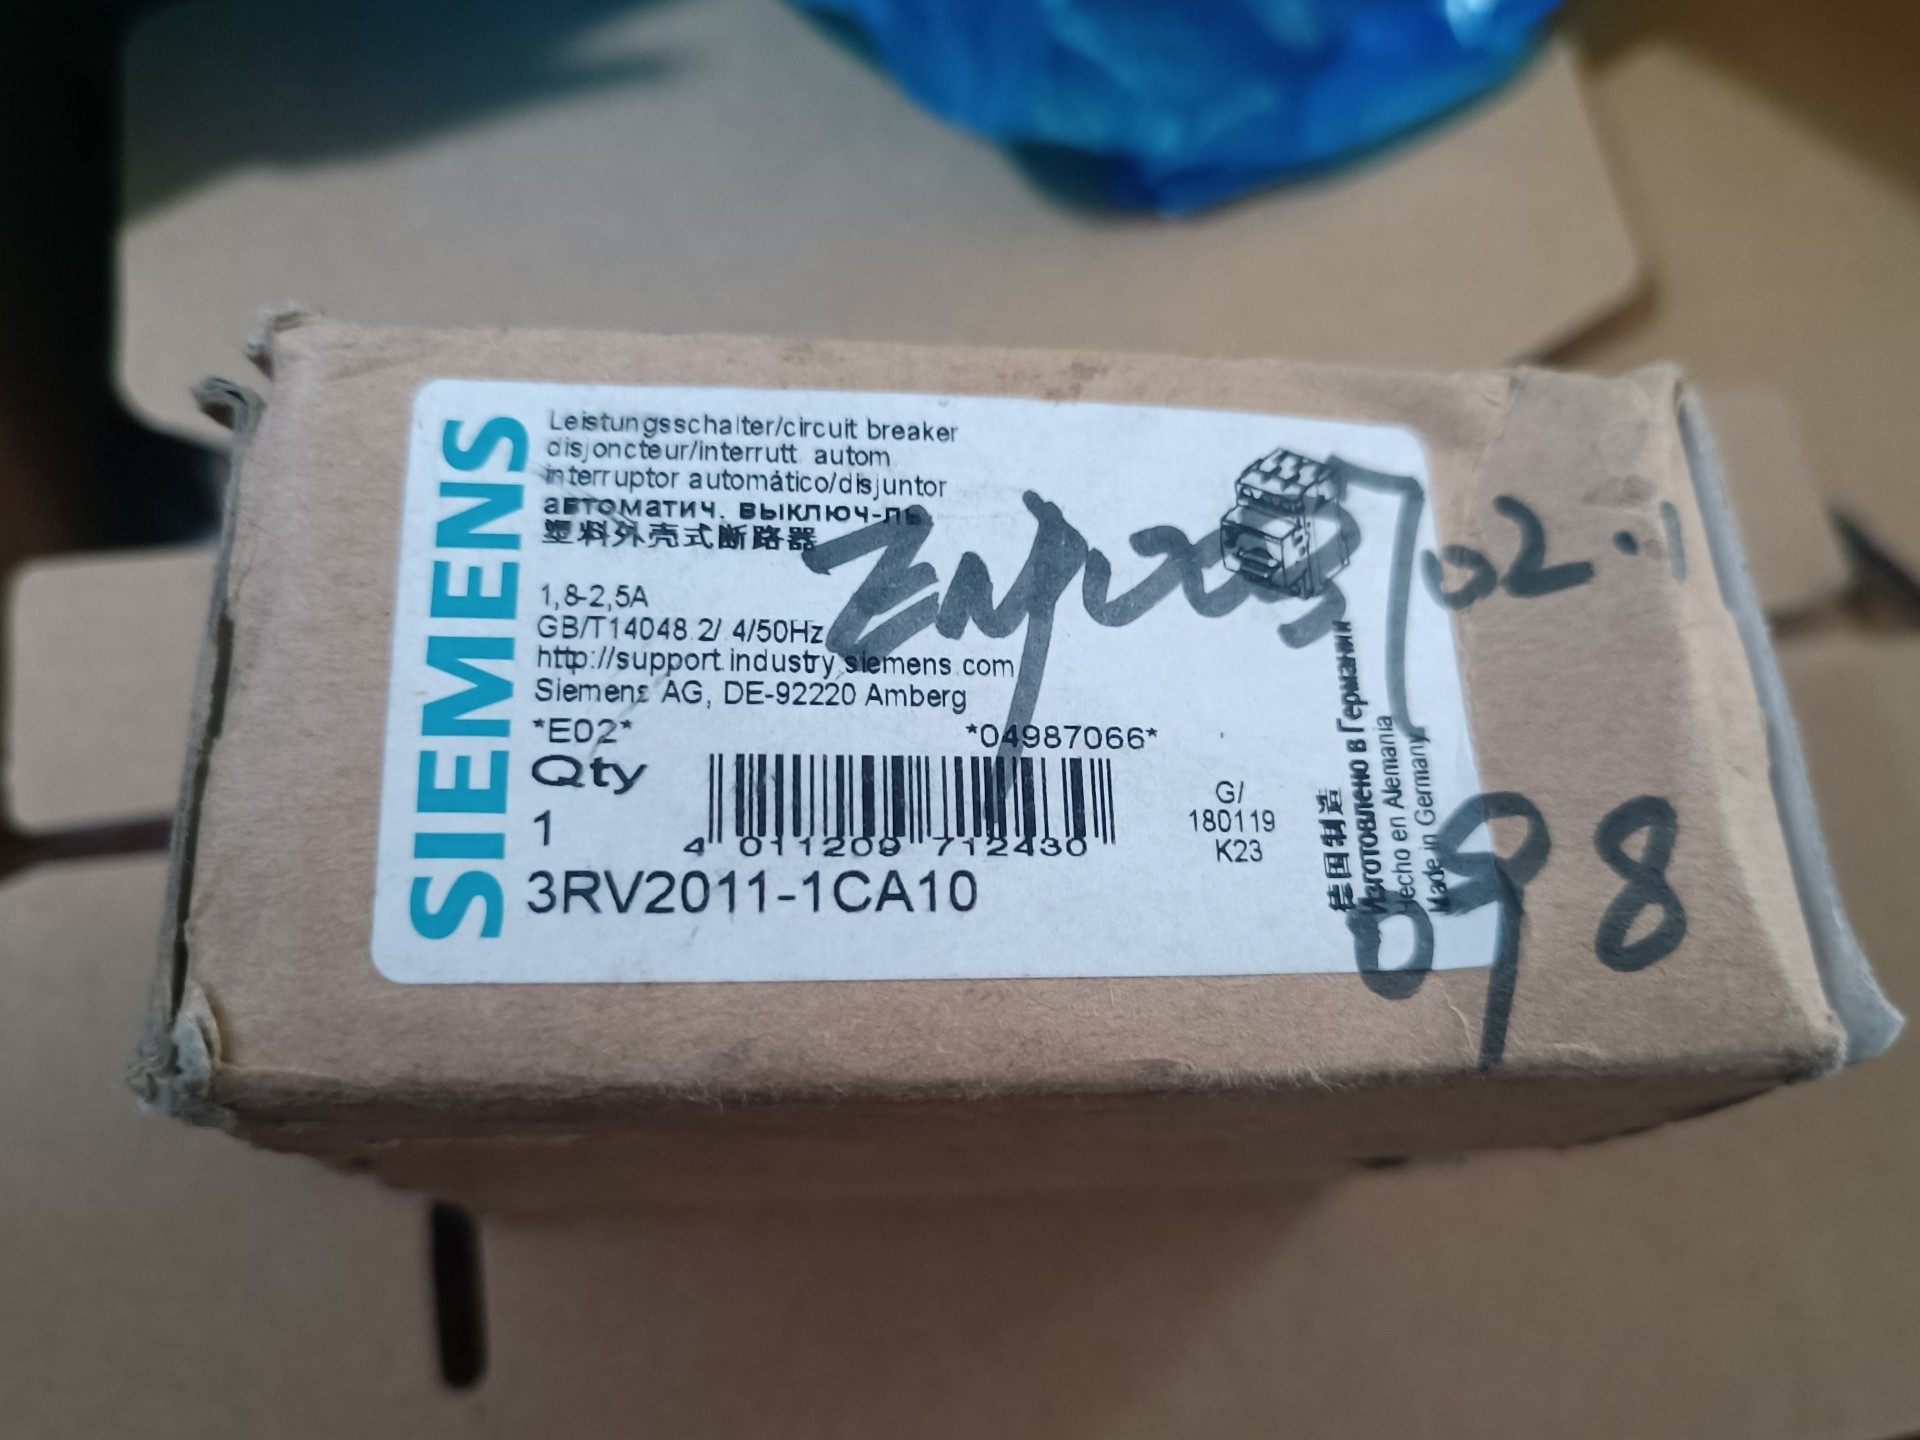 SIEMENS
Leistungsschalter/circuit breaker
disjoncteur/interrutt. autom.
interruptor automático/disjuntor
автоматич. выключ-ль
塑料外壳式断路器
1,8-2,5A
GB/T14048.2/.4/50Hz
http://support.industry.siemens.com
Siemens AG, DE-92220 Amberg
*E02*
*04987066*
Qty
1
4 011209 712430
G/
180119
K23
3RV2011-1CA10
德国制造
Изготовлено в Германии
Hecho en Alemania
Made in Germany
02.
098